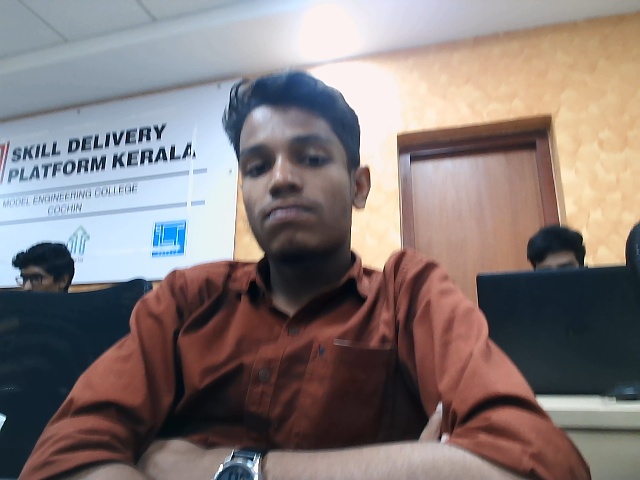 SKILL DELIVERY
PLATFORM KERALA
MODEL ENGINEERING COLLEGE
COCHIN